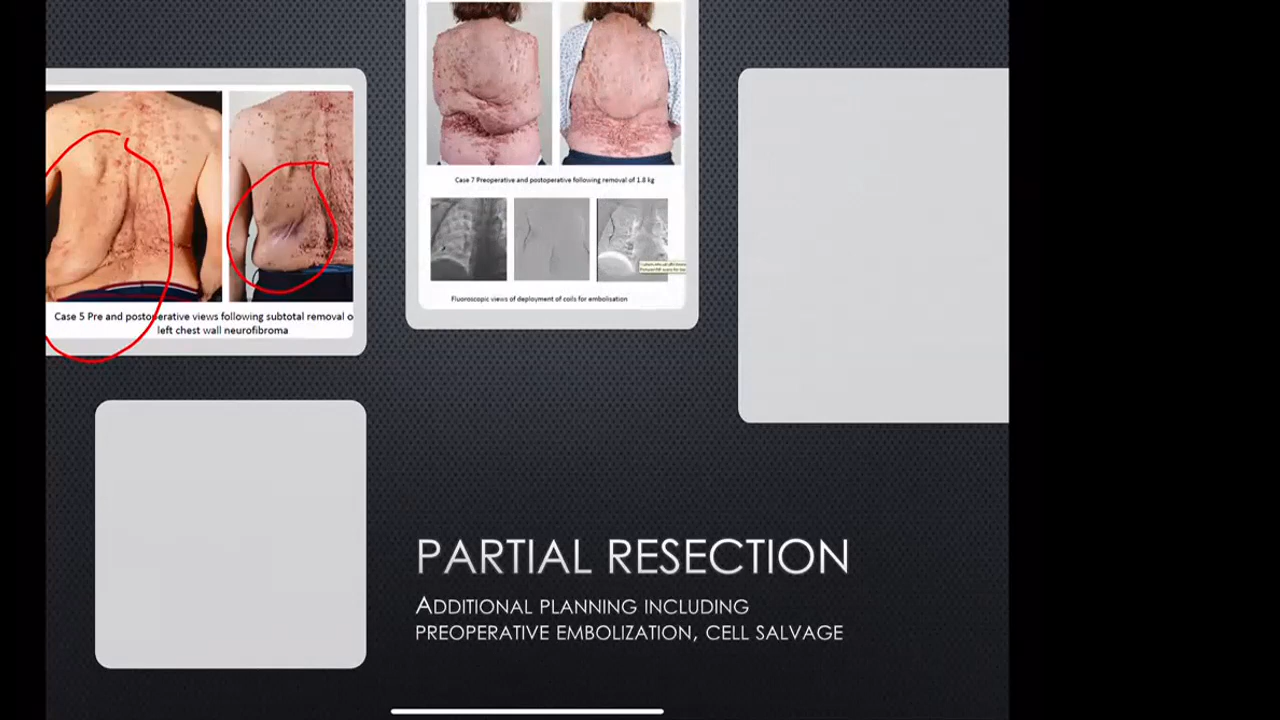 Case 5 Pre and postoperative views following subtotal removal o
left chest wall neurofibroma
Case 7 Preoperative and postoperative following removal of 1.8 kg
Fluoroscopic views of deployment of coils for embolisation
PARTIAL RESECTION
ADDITIONAL PLANNING INCLUDING
PREOPERATIVE EMBOLIZATION, CELL SALVAGE